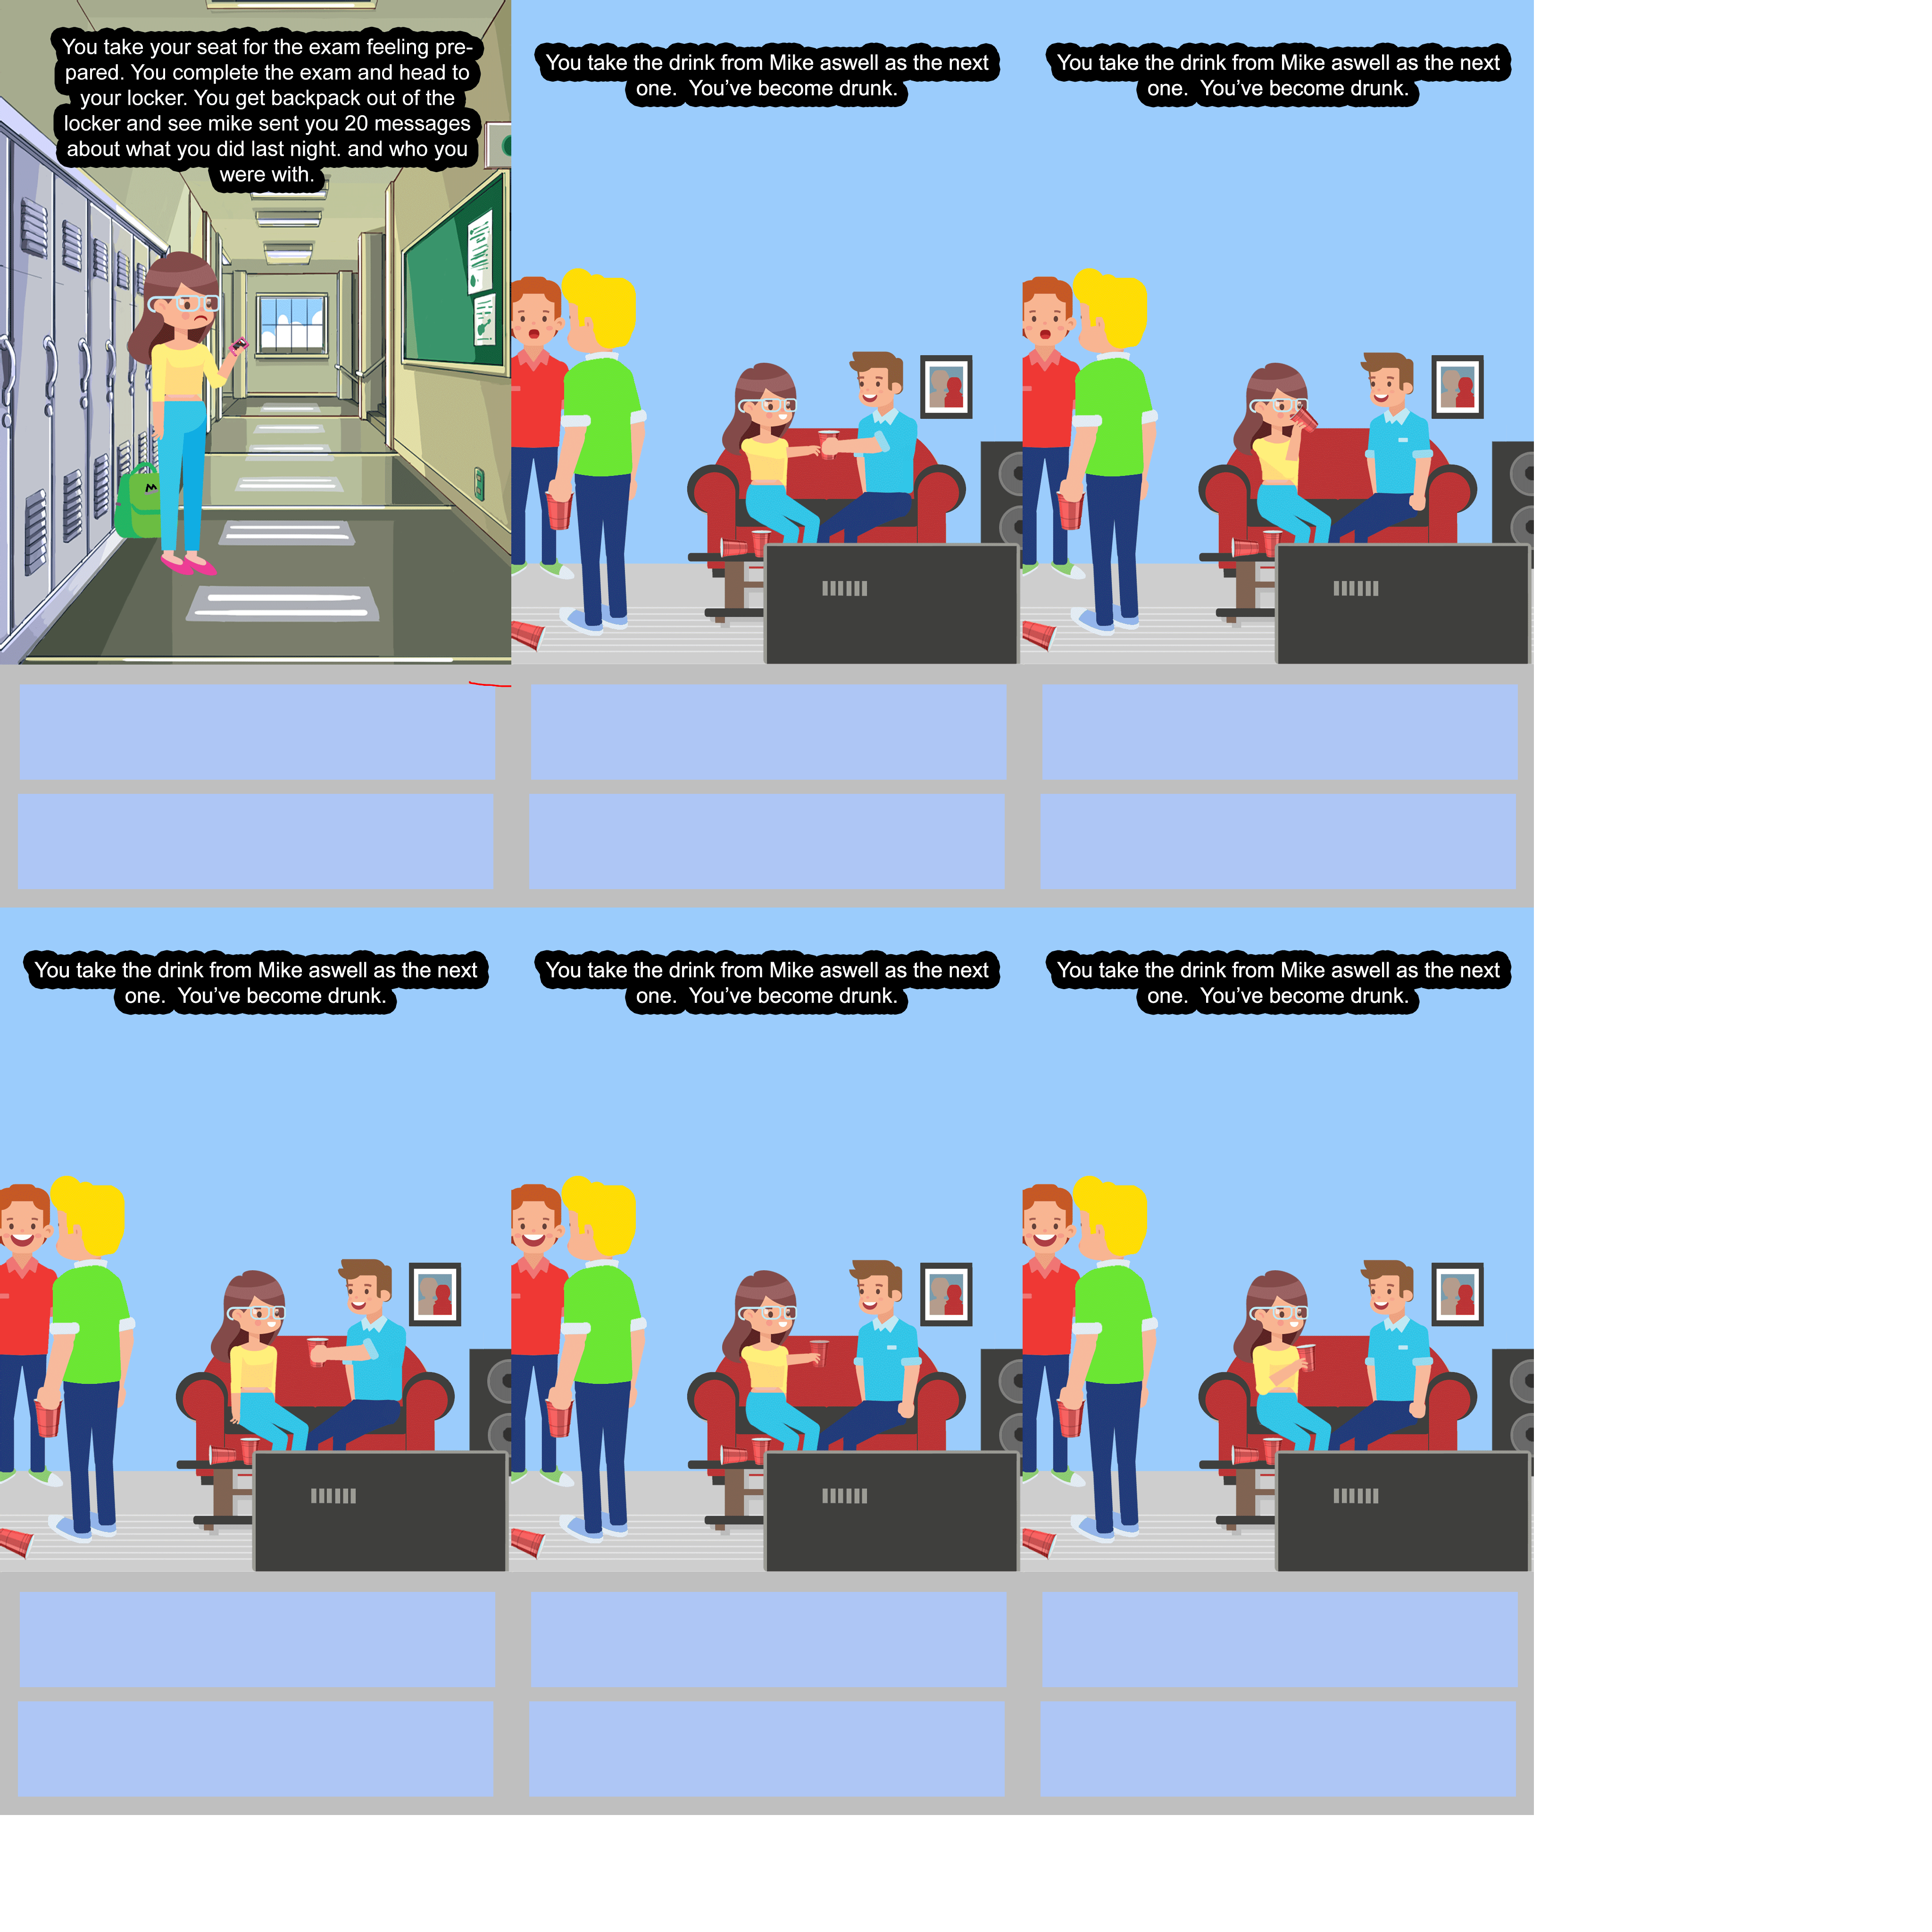 You take your seat for the exam feeling pre-
pared. You complete the exam and head to
your locker. You get backpack out of the
locker and see mike sent you 20 messages
about what you did last night. and who you
were with.
You take the drink from Mike aswell as the next
one.  You've become drunk.
You take the drink from Mike aswell as the next
one.  You've become drunk.
You take the drink from Mike aswell as the next
one.  You've become drunk.
You take the drink from Mike aswell as the next
one.  You've become drunk.
You take the drink from Mike aswell as the next
one.  You've become drunk.